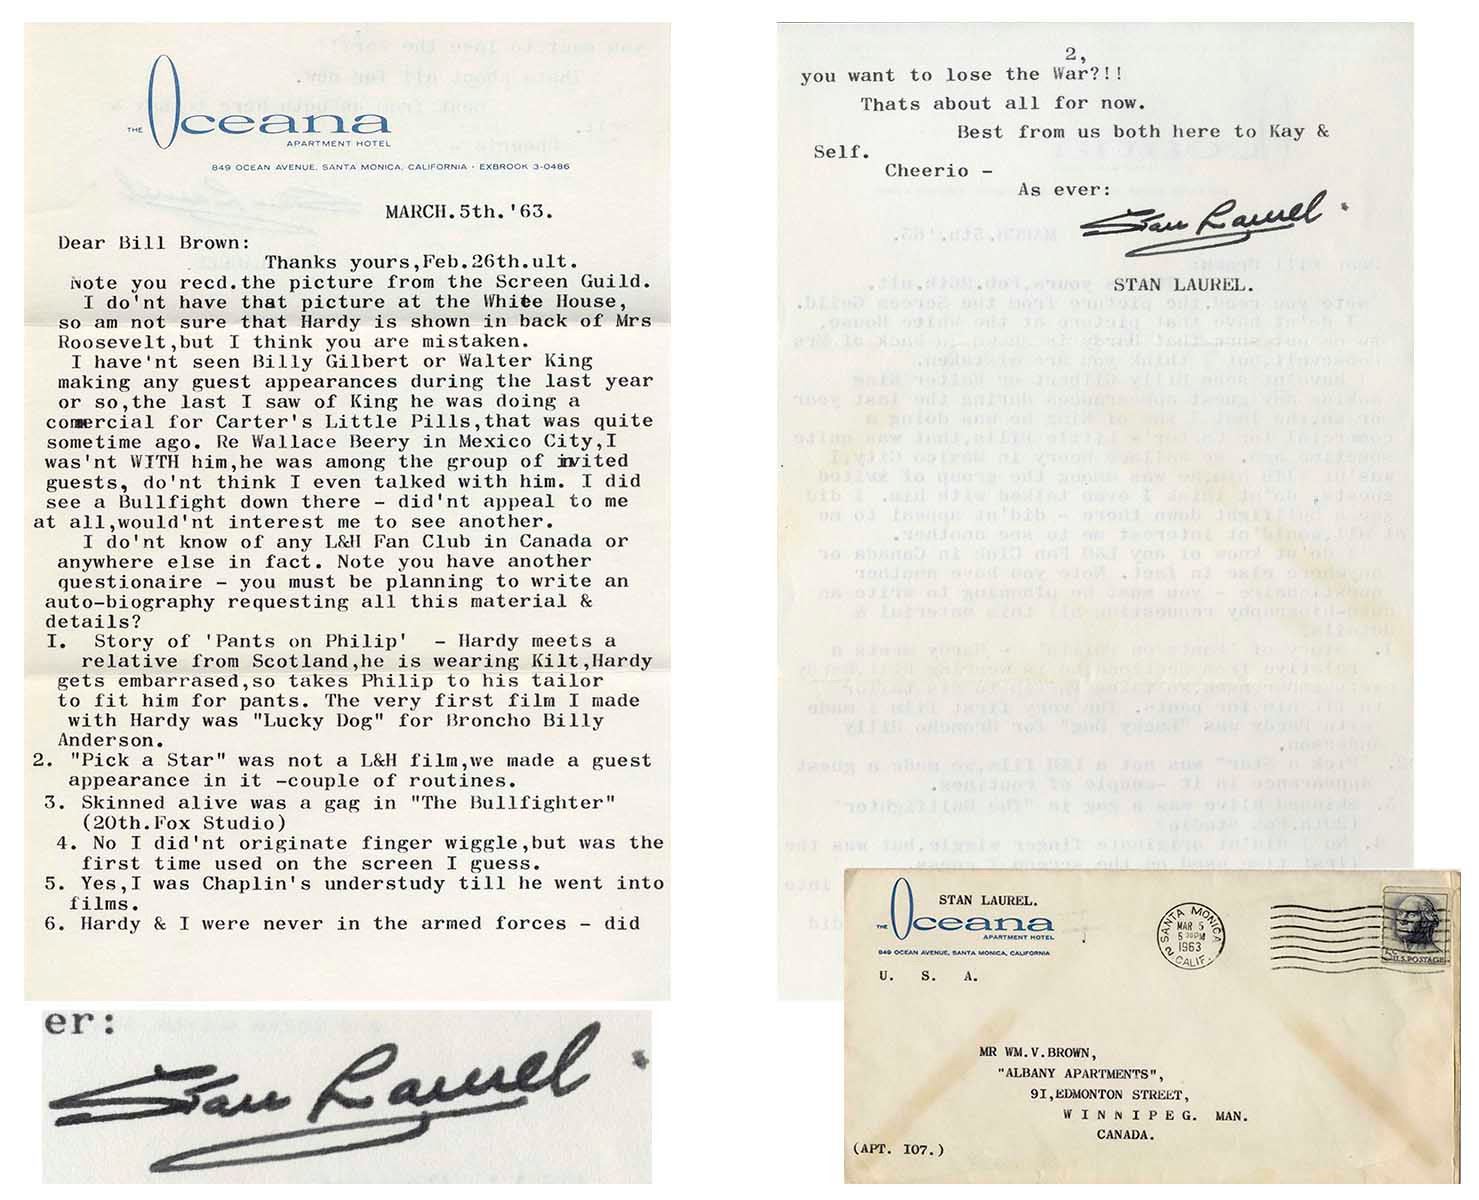 THE Oceana
APARTMENT HOTEL
849 OCEAN AVENUE, SANTA MONICA, CALIFORNIA · EXBROOK 3-0486
MARCH.5th.'63.
Dear Bill Brown:
Thanks yours,Feb.26th.ult.
Note you recd.the picture from the Screen Guild.
I do'nt have that picture at the White House,
so am not sure that Hardy is shown in back of Mrs
Roosevelt,but I think you are mistaken.
I have'nt seen Billy Gilbert or Walter King
making any guest appearances during the last year
or so,the last I saw of King he was doing a
commercial for Carter's Little Pills,that was quite
sometime ago. Re Wallace Beery in Mexico City,I
was'nt WITH him,he was among the group of invited
guests, do'nt think I even talked with him. I did
see a Bullfight down there - did'nt appeal to me
at all,would'nt interest me to see another.
I do'nt know of any L&H Fan Club in Canada or
anywhere else in fact. Note you have another
questionaire - you must be planning to write an
auto-biography requesting all this material &
details?
I. Story of 'Pants on Philip' - Hardy meets a
relative from Scotland,he is wearing Kilt,Hardy
gets embarrased,so takes Philip to his tailor
to fit him for pants. The very first film I made
with Hardy was "Lucky Dog" for Broncho Billy
Anderson.
2. "Pick a Star" was not a L&H film,we made a guest
appearance in it -couple of routines.
3. Skinned alive was a gag in "The Bullfighter"
(20th.Fox Studio)
4. No I did'nt originate finger wiggle,but was the
first time used on the screen I guess.
5. Yes,I was Chaplin's understudy till he went into
films.
6. Hardy & I were never in the armed forces - did
2,
you want to lose the War?!!
Thats about all for now.
Best from us both here to Kay &
Self.
Cheerio -
As ever:
Stan Laurel.
STAN LAUREL.
er:
Stan Laurel.
STAN LAUREL.
THE Oceana
APARTMENT HOTEL
849 OCEAN AVENUE, SANTA MONICA, CALIFORNIA
U. S. A.
SANTA MONICA
2 CALIF.
MAR 5
5 30PM
1963
5c U.S. POSTAGE
MR WM.V.BROWN,
"ALBANY APARTMENTS",
9I,EDMONTON STREET,
WINNIPEG. MAN.
CANADA.
(APT. IO7.)